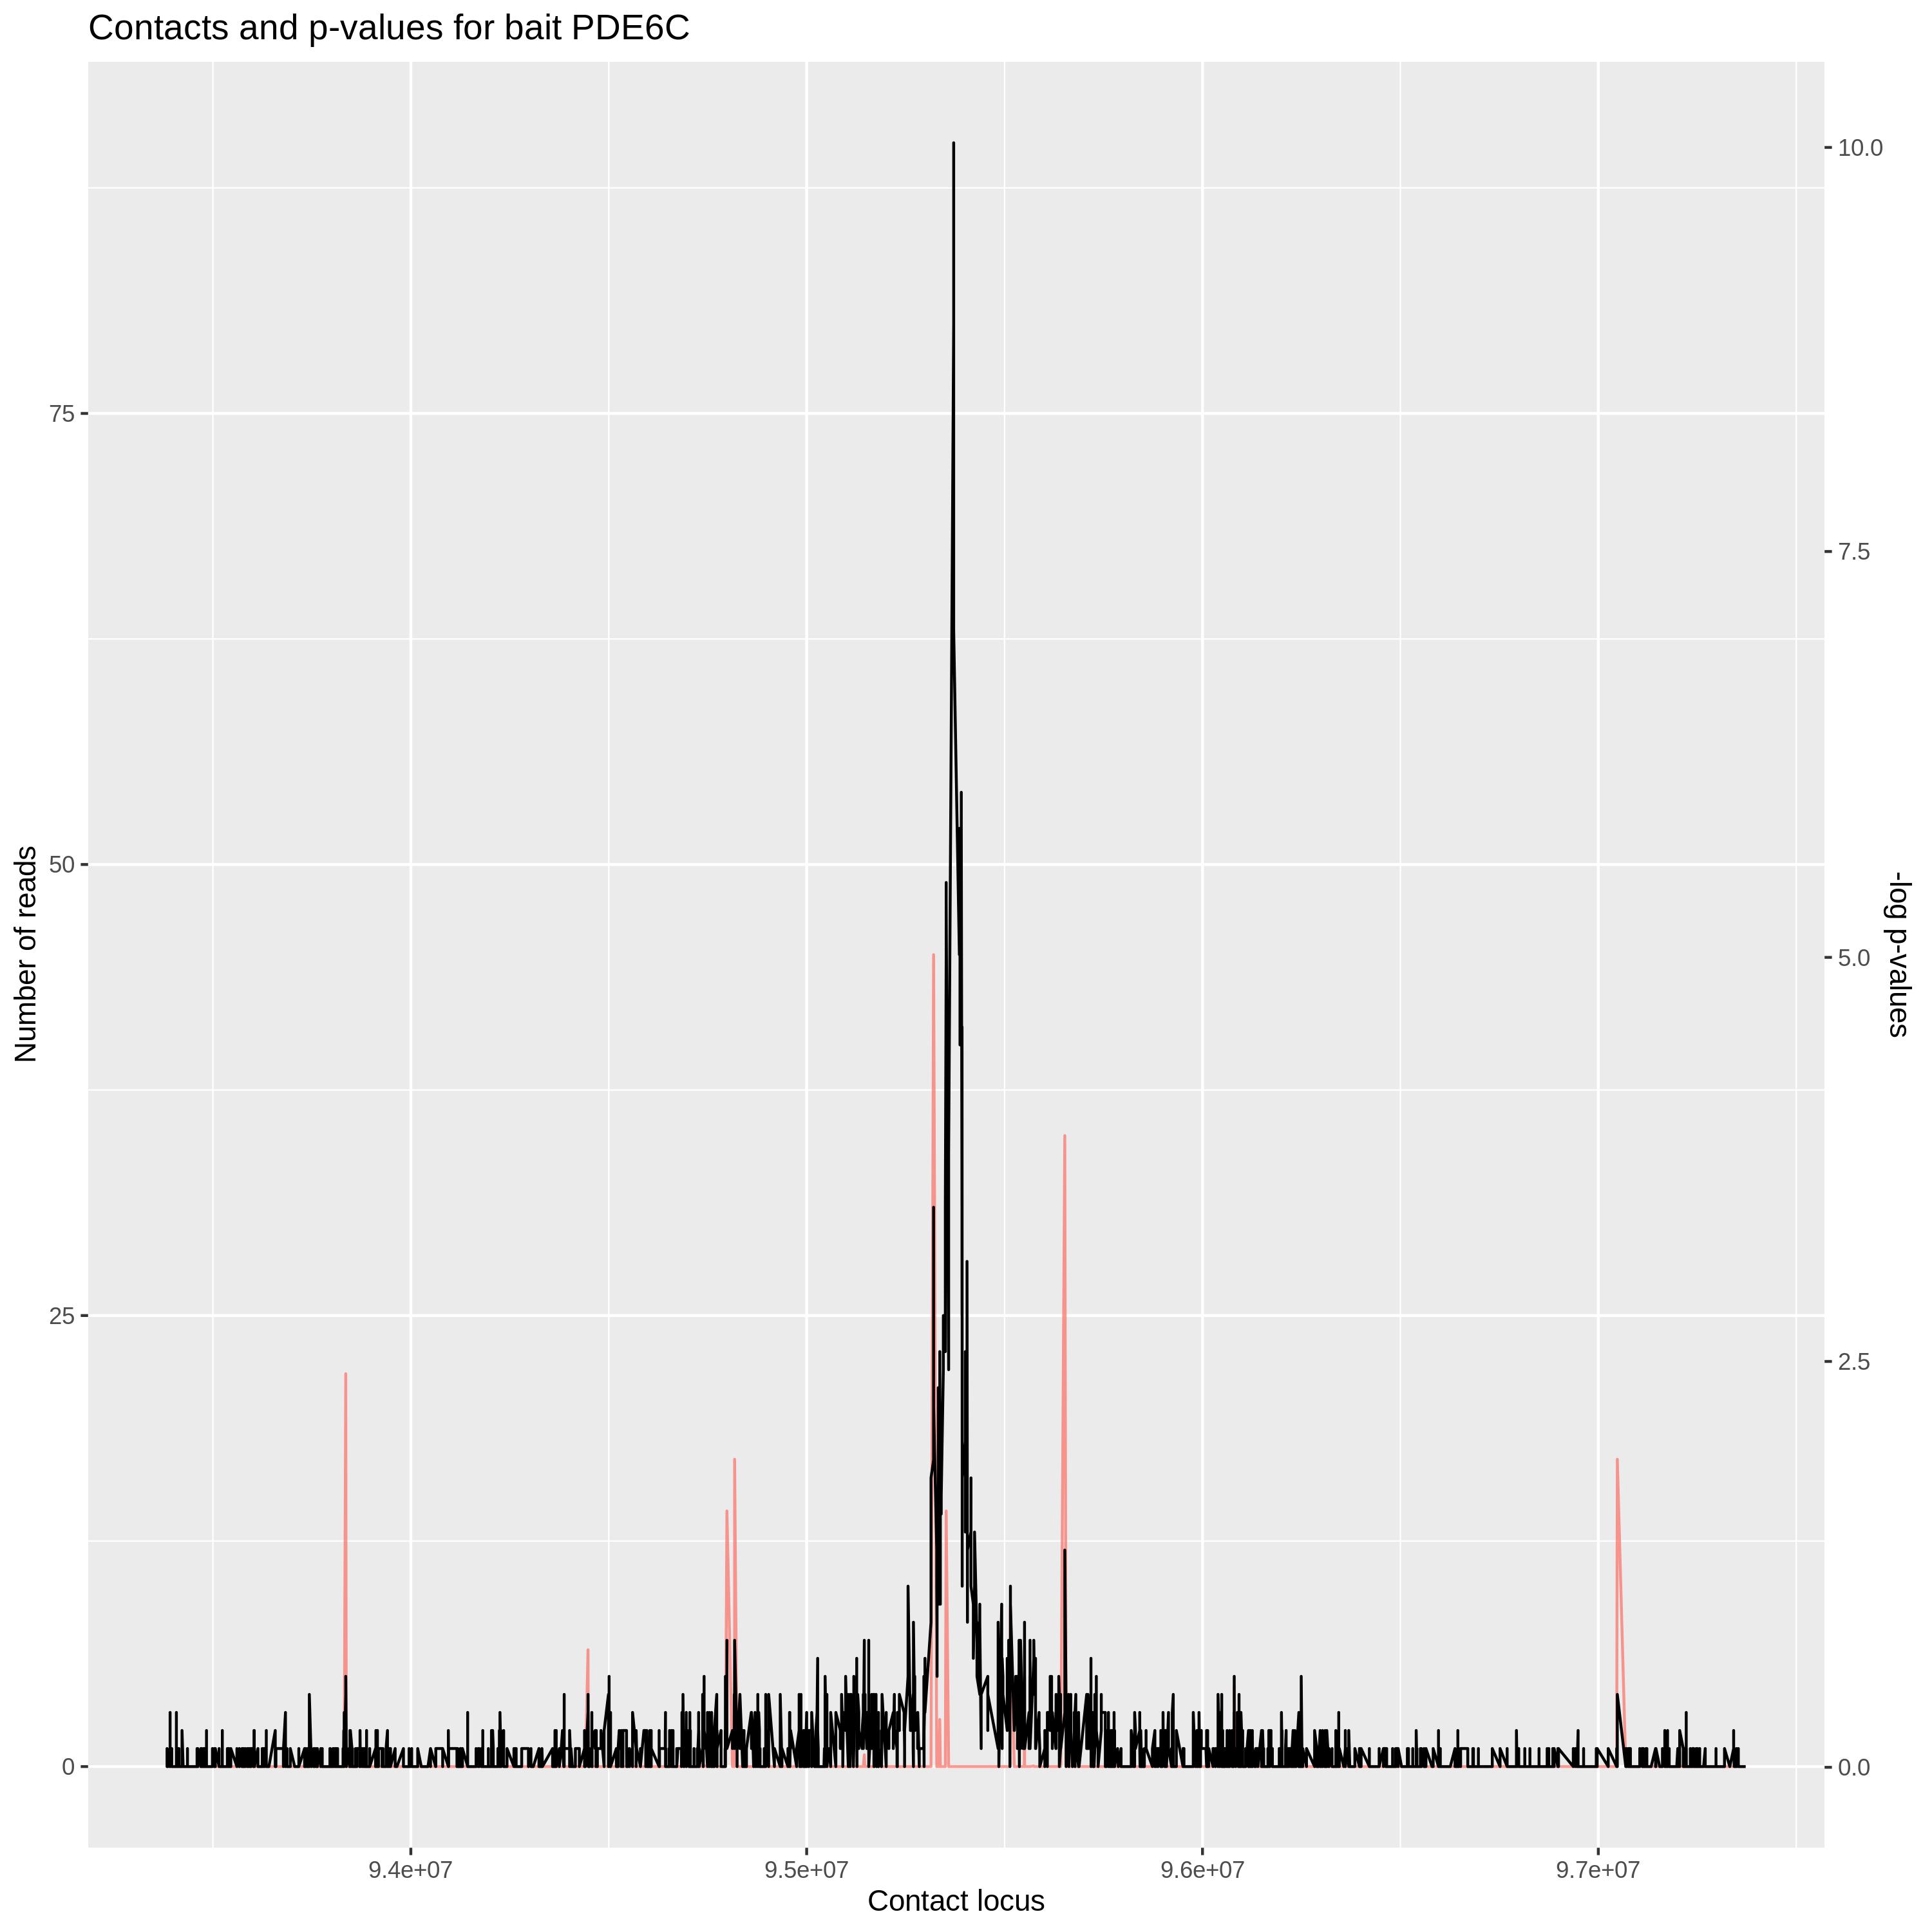 Contacts and p-values for bait PDE6C
Number of reads
75
50
25
0
10.0
7.5
5.0
2.5
0.0
-log p-values
9.4e+07 9.5e+07 9.6e+07 9.7e+07
Contact locus